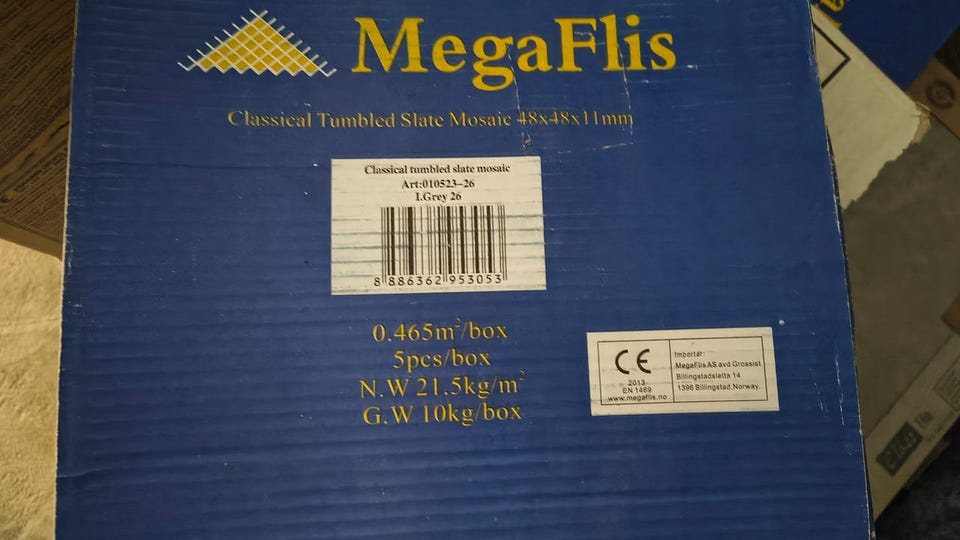 MegaFlis
Classical Tumbled Slate Mosaic 48x48x11mm
Classical tumbled slate mosaic
Art:010523-26
I.Grey 26
8 886362 953053
0.465m²/box
5pcs/box
N.W 21.5kg/m²
G.W 10kg/box
CE
2013
EN 1469
www.megaflis.no
Importer:
MegaFlis AS avd Grossist
Billingstadsletta 14
1396 Billingstad,Norway.